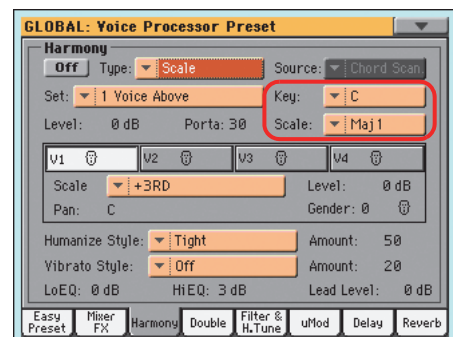 GLOBAL: Voice Processor Preset
Harmony
Off Type: Scale Source: Chord Scan
Set: 1 Voice Above Key: C
Level: 0 dB Porta: 30 Scale: Maj1
V1 V2 V3 V4
Scale +3RD Level: 0 dB
Pan: C Gender: 0
Humanize Style: Tight Amount: 50
Vibrato Style: Off Amount: 20
LoEQ: 0 dB HiEQ: 3 dB Lead Level: 0 dB
Easy Preset Mixer FX Harmony Double Filter & H.Tune uMod Delay Reverb